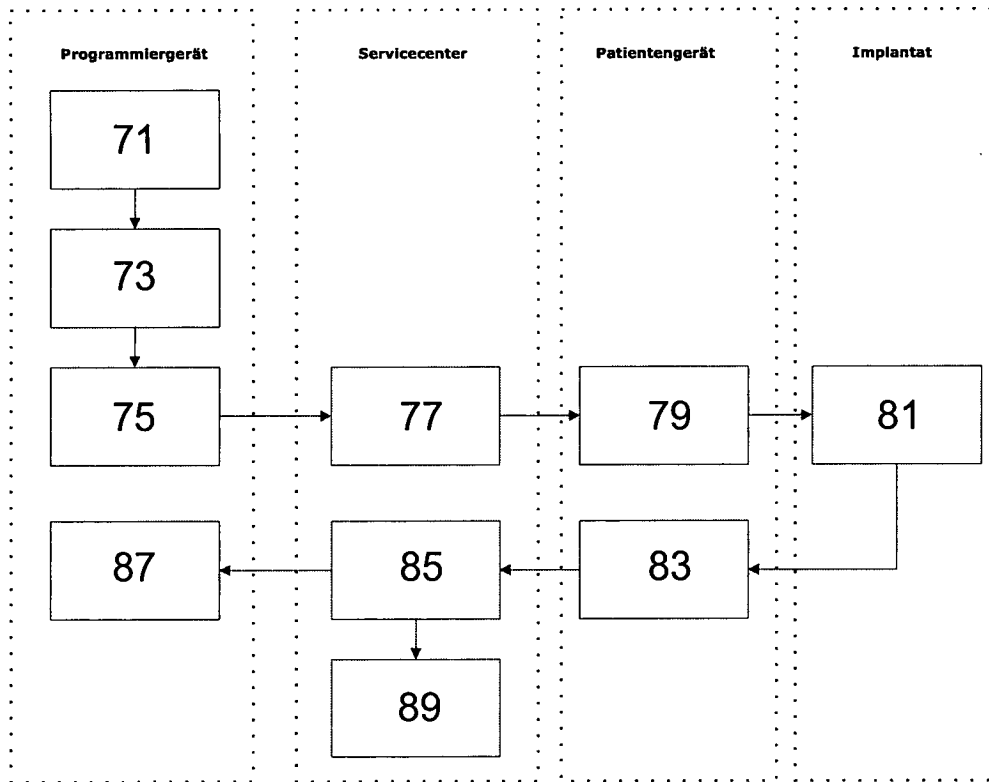 Programmiergerät Servicecenter Patientengerät Implantat
71
73
75 77 79 81
87 85 83
89